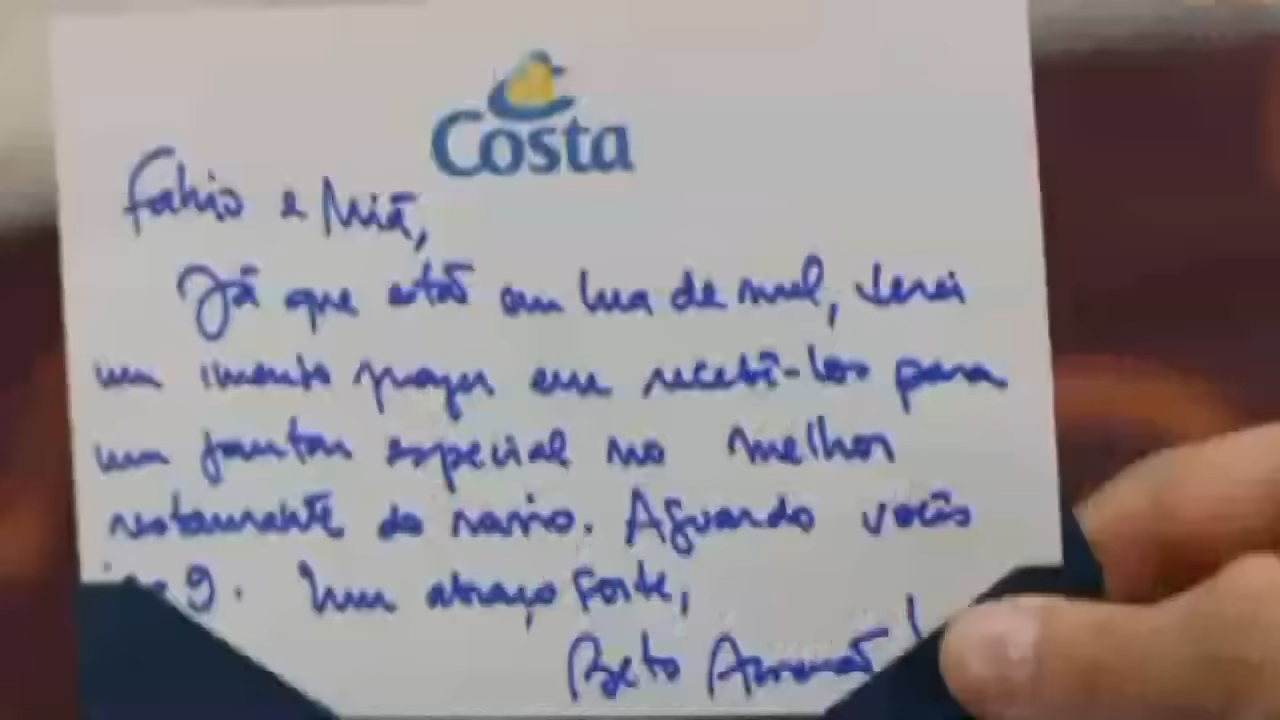 Costa
Fabio e Miã,
Já que estão em lua de mel, terei
um imenso prazer em recebê-los para
um jantar especial no melhor
restaurante do navio. Aguardo vocês
9. Um abraço forte,
Beto